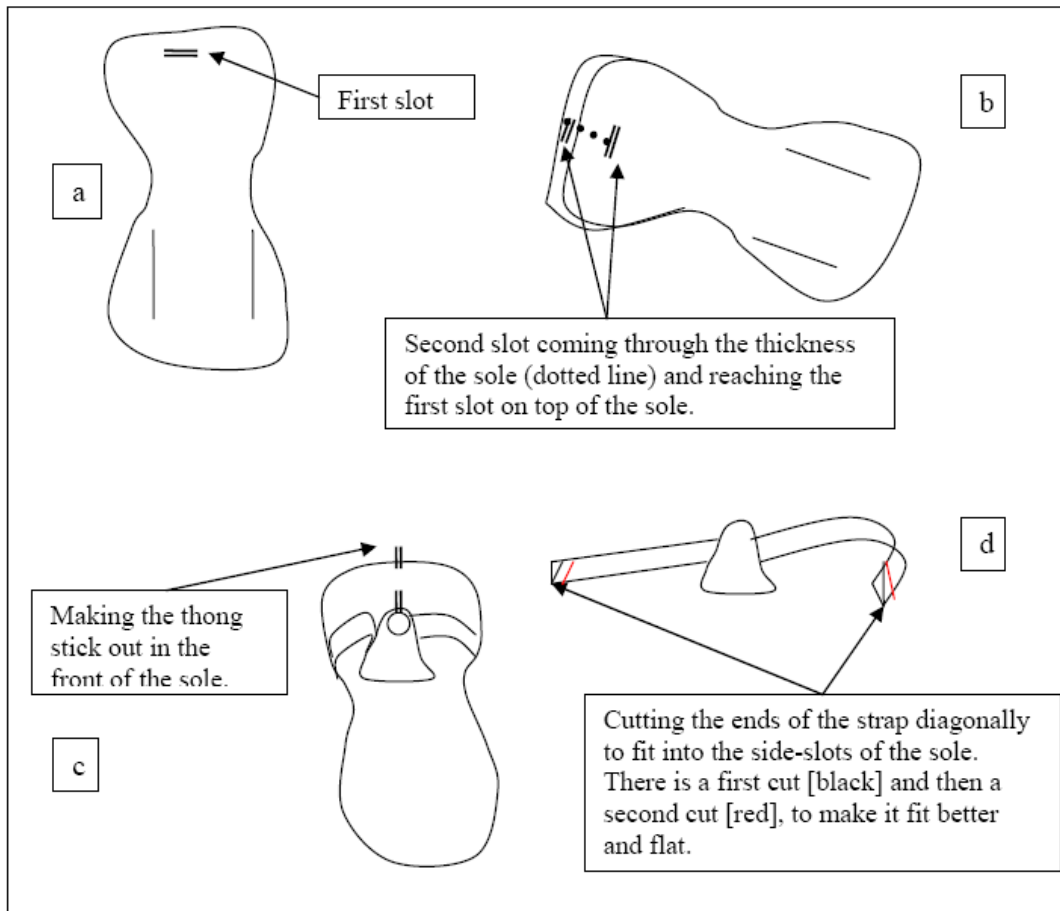 a
First slot
b
Second slot coming through the thickness
of the sole (dotted line) and reaching the
first slot on top of the sole.
Making the thong
stick out in the
front of the sole.
c
d
Cutting the ends of the strap diagonally
to fit into the side-slots of the sole.
There is a first cut [black] and then a
second cut [red], to make it fit better
and flat.